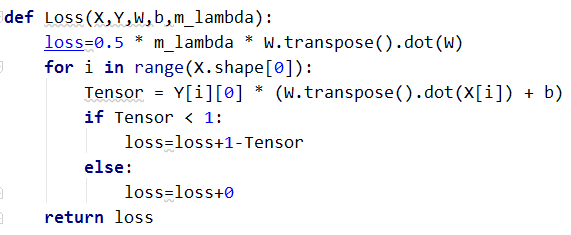 def Loss(X,Y,W,b,m_lambda):
    loss=0.5 * m_lambda * W.transpose().dot(W)
    for i in range(X.shape[0]):
        Tensor = Y[i][0] * (W.transpose().dot(X[i]) + b)
        if Tensor < 1:
            loss=loss+1-Tensor
        else:
            loss=loss+0
    return loss